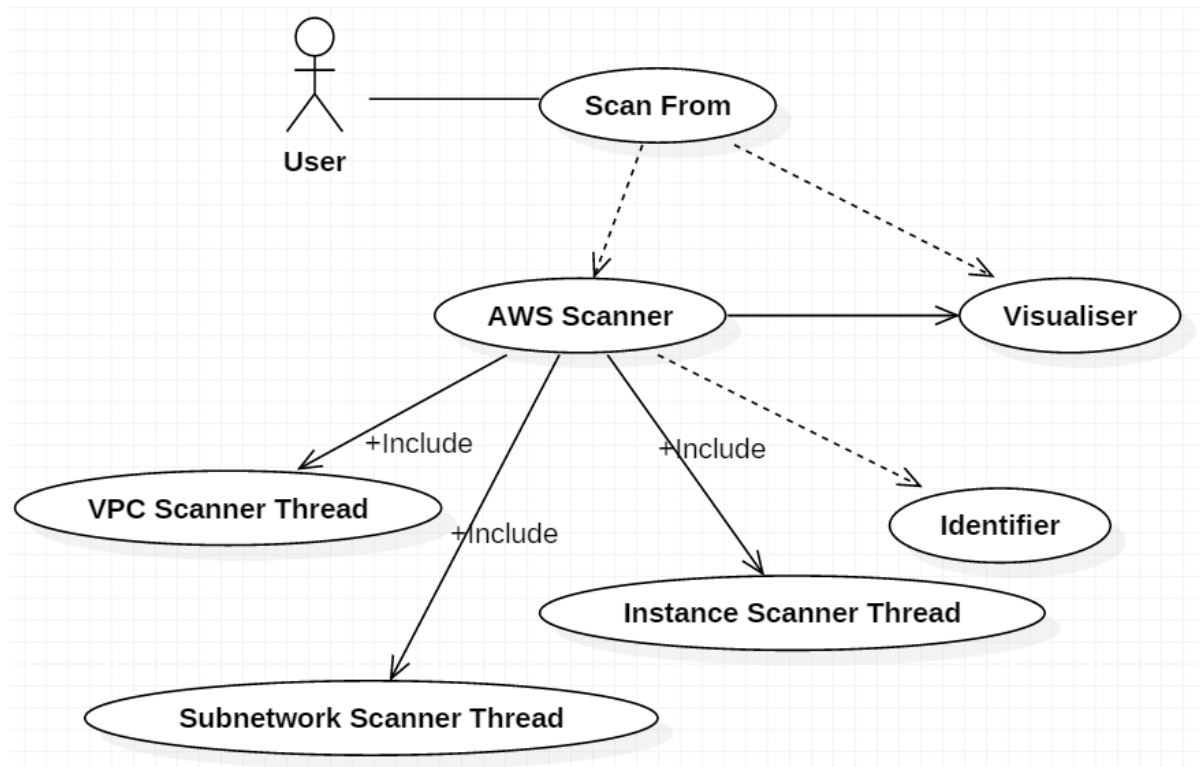 Scan From
User
AWS Scanner
Visualiser
+Include
+Include
VPC Scanner Thread
+Include
Identifier
Instance Scanner Thread
Subnetwork Scanner Thread